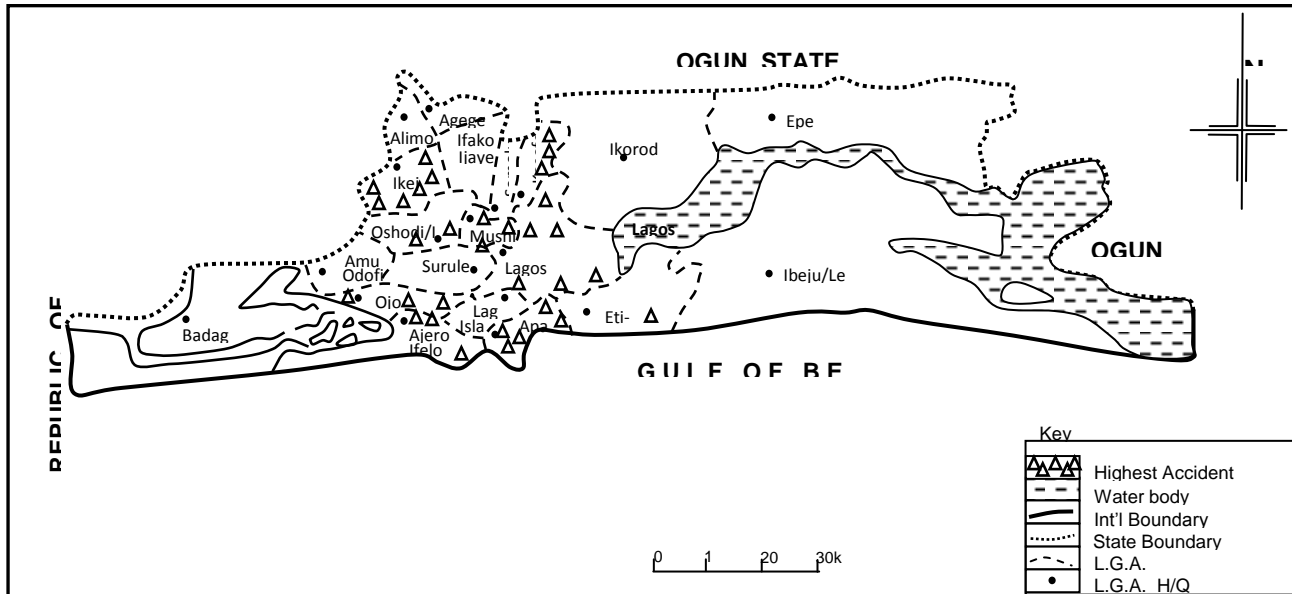 OGUN STATE
Agege
Alimo
Ifako
Ijaye
Epe
Ikorod
Ikej
Oshodi/I
Mushi
Lagos
OGUN
Amu
Odofi
Surule
Lagos
Ibeju/Le
Ojo
Lag
Isla
Apa
Eti-
Badag
Ajero
Ifelo
REPUBLIC OF
GULF OF BE
Key
Highest Accident
Water body
Int'l Boundary
State Boundary
L.G.A.
L.G.A. H/Q
0 1 20 30k